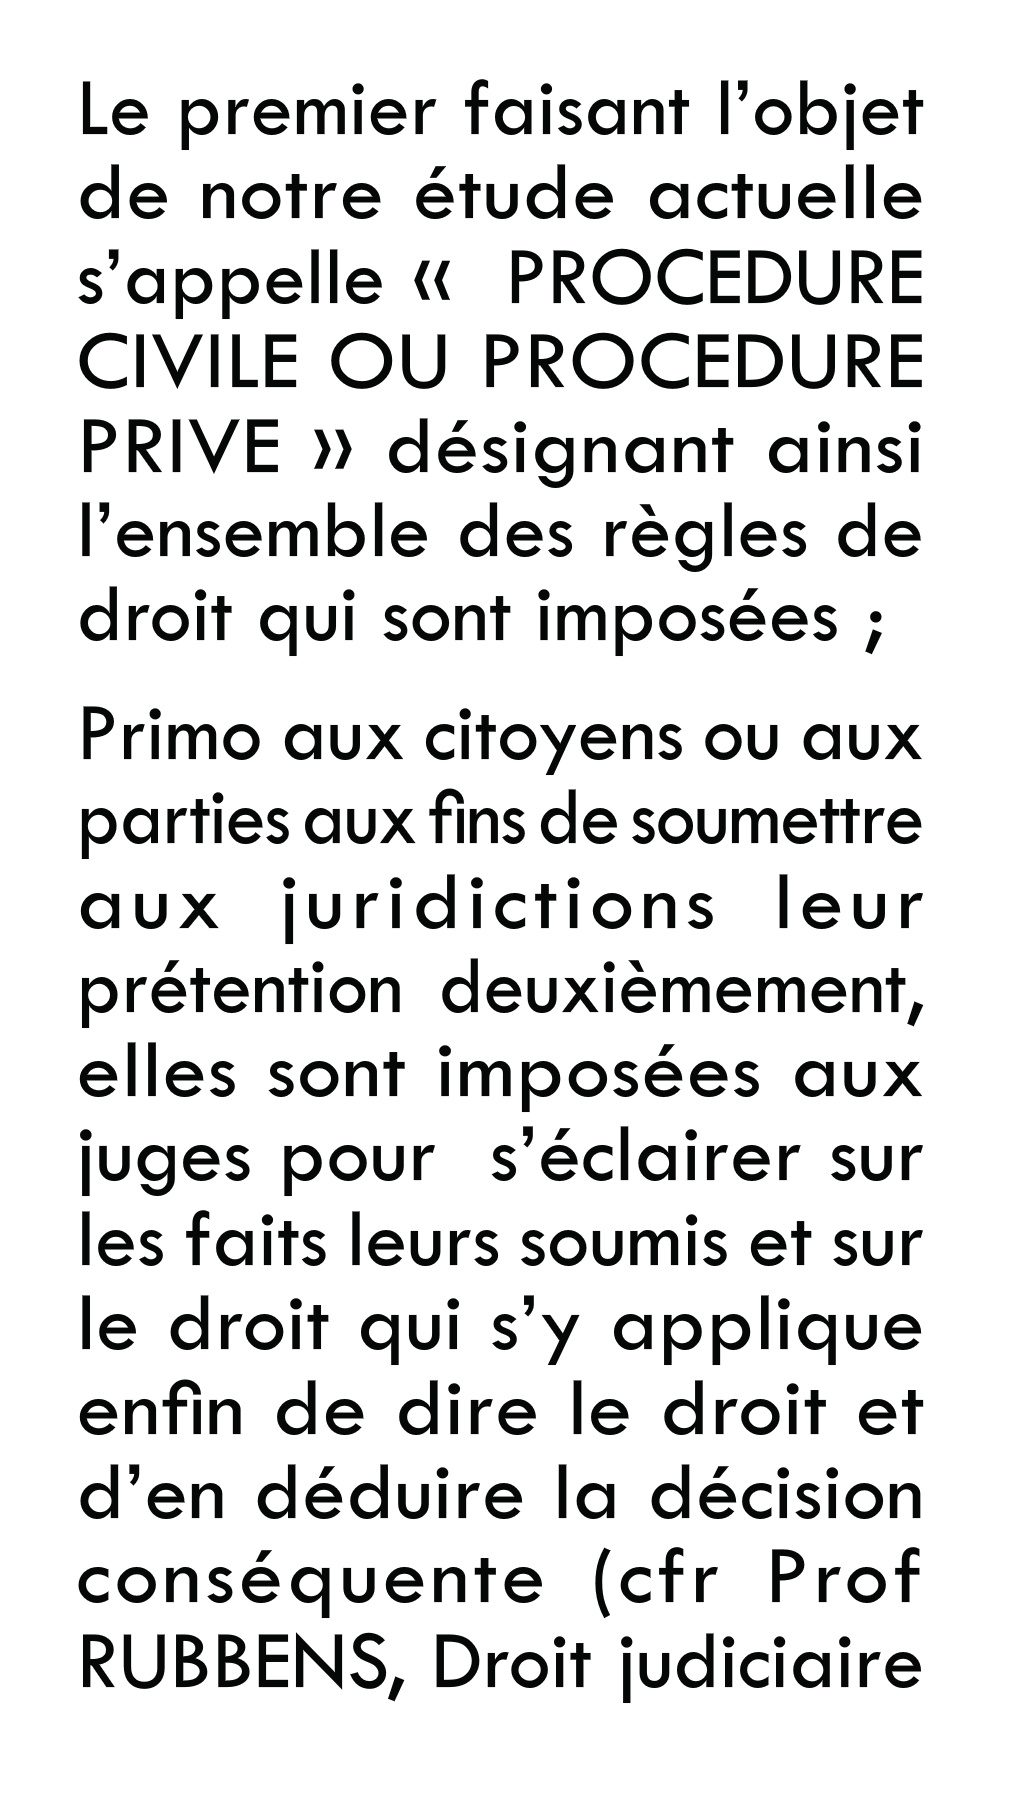 Le premier faisant l’objet
de notre étude actuelle
s’appelle «  PROCEDURE
CIVILE OU PROCEDURE
PRIVE » désignant ainsi
l’ensemble des règles de
droit qui sont imposées ;
Primo aux citoyens ou aux
parties aux fins de soumettre
aux juridictions leur
prétention deuxièmement,
elles sont imposées aux
juges pour  s’éclairer sur
les faits leurs soumis et sur
le droit qui s’y applique
enfin de dire le droit et
d’en déduire la décision
conséquente (cfr Prof
RUBBENS, Droit judiciaire